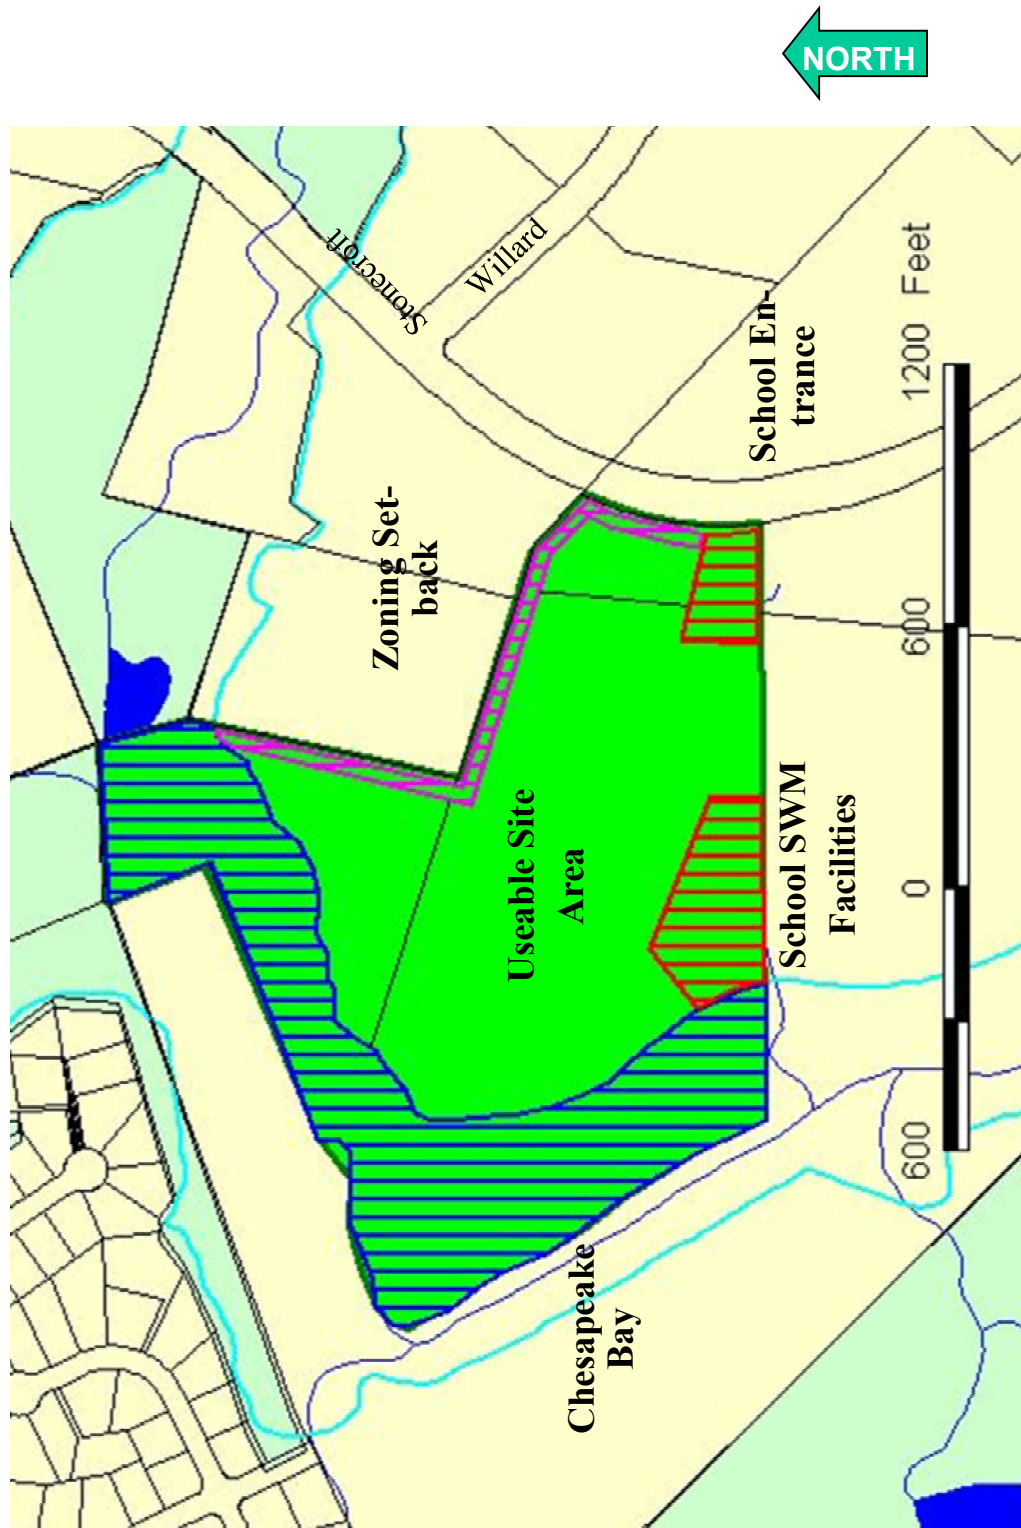 NORTH
Stonecroft
Willard
School En-
trance
Zoning Set-
back
Useable Site
Area
School SWM
Facilities
Chesapeake
Bay
600 0 600 1200 Feet